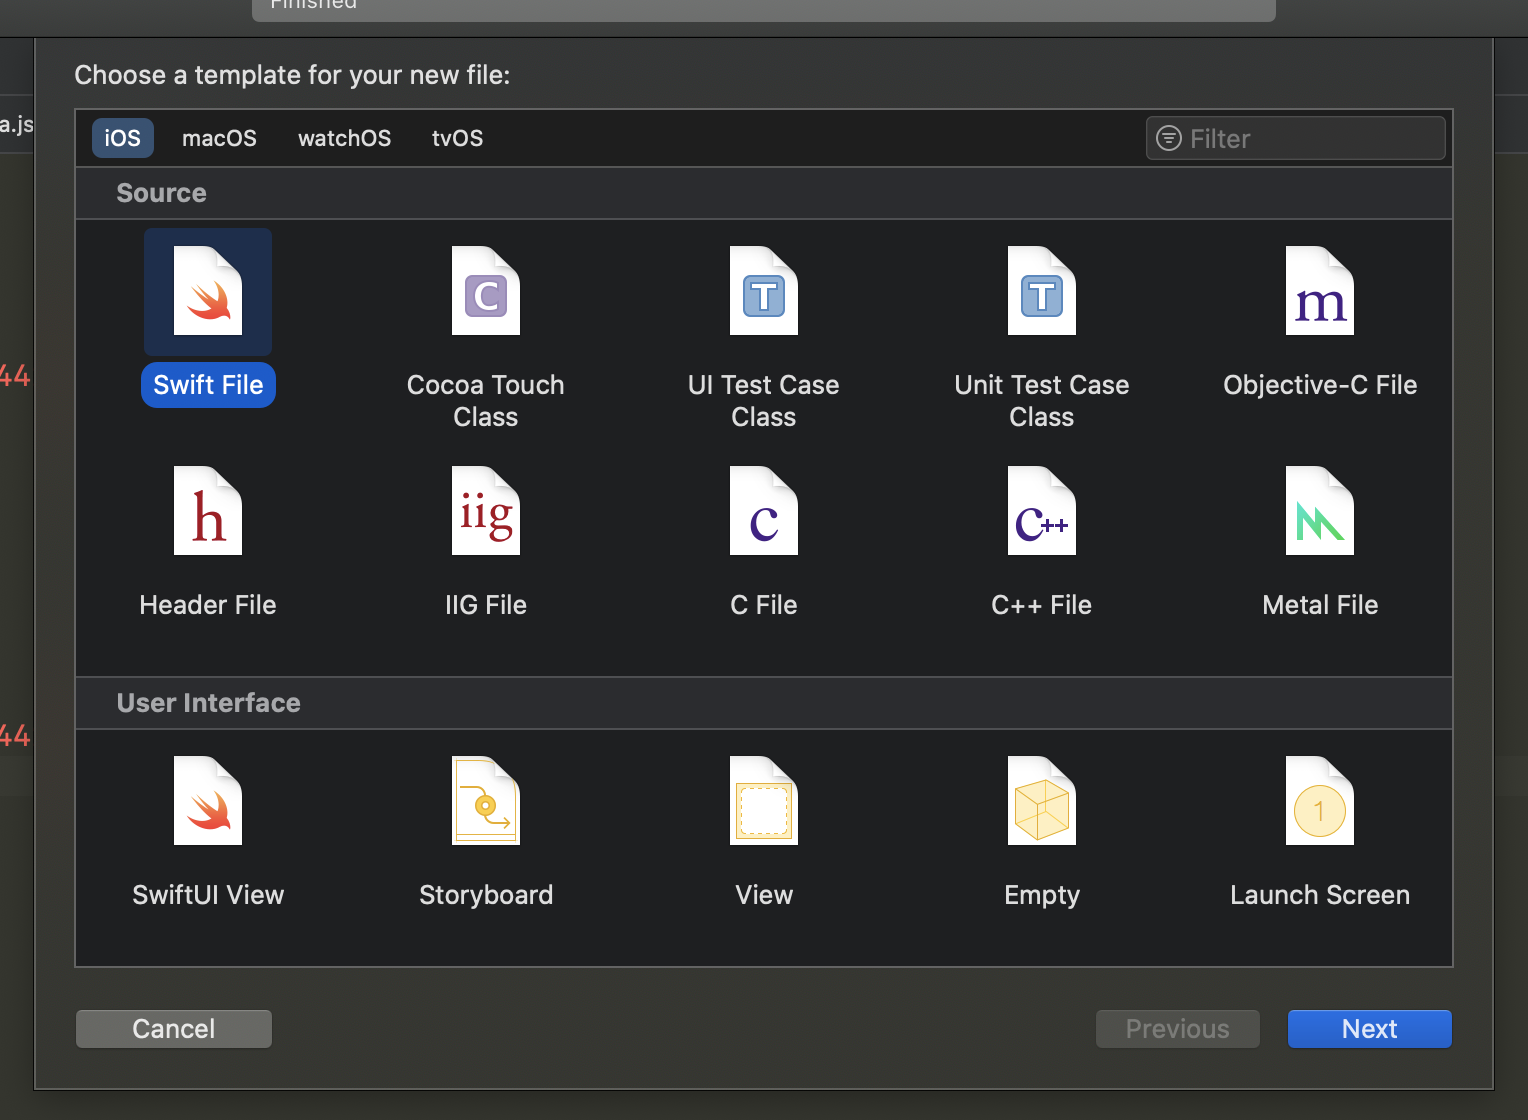 Finished
Choose a template for your new file:
a.js
iOS macOS watchOS tvOS
Filter
Source
C T T m
Swift File Cocoa Touch Class UI Test Case Class Unit Test Case Class Objective-C File
44
h iig c c++
Header File IIG File C File C++ File Metal File
User Interface
44
1
SwiftUI View Storyboard View Empty Launch Screen
Cancel Previous Next